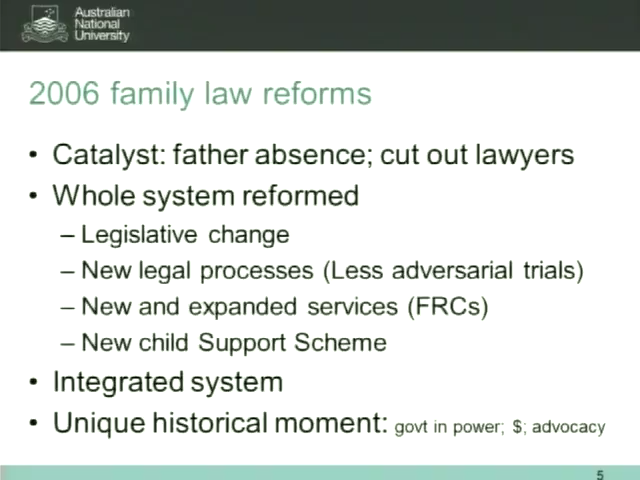 Australian
National
University
2006 family law reforms
• Catalyst: father absence; cut out lawyers
• Whole system reformed
– Legislative change
– New legal processes (Less adversarial trials)
– New and expanded services (FRCs)
– New child Support Scheme
• Integrated system
• Unique historical moment: govt in power; $; advocacy
5